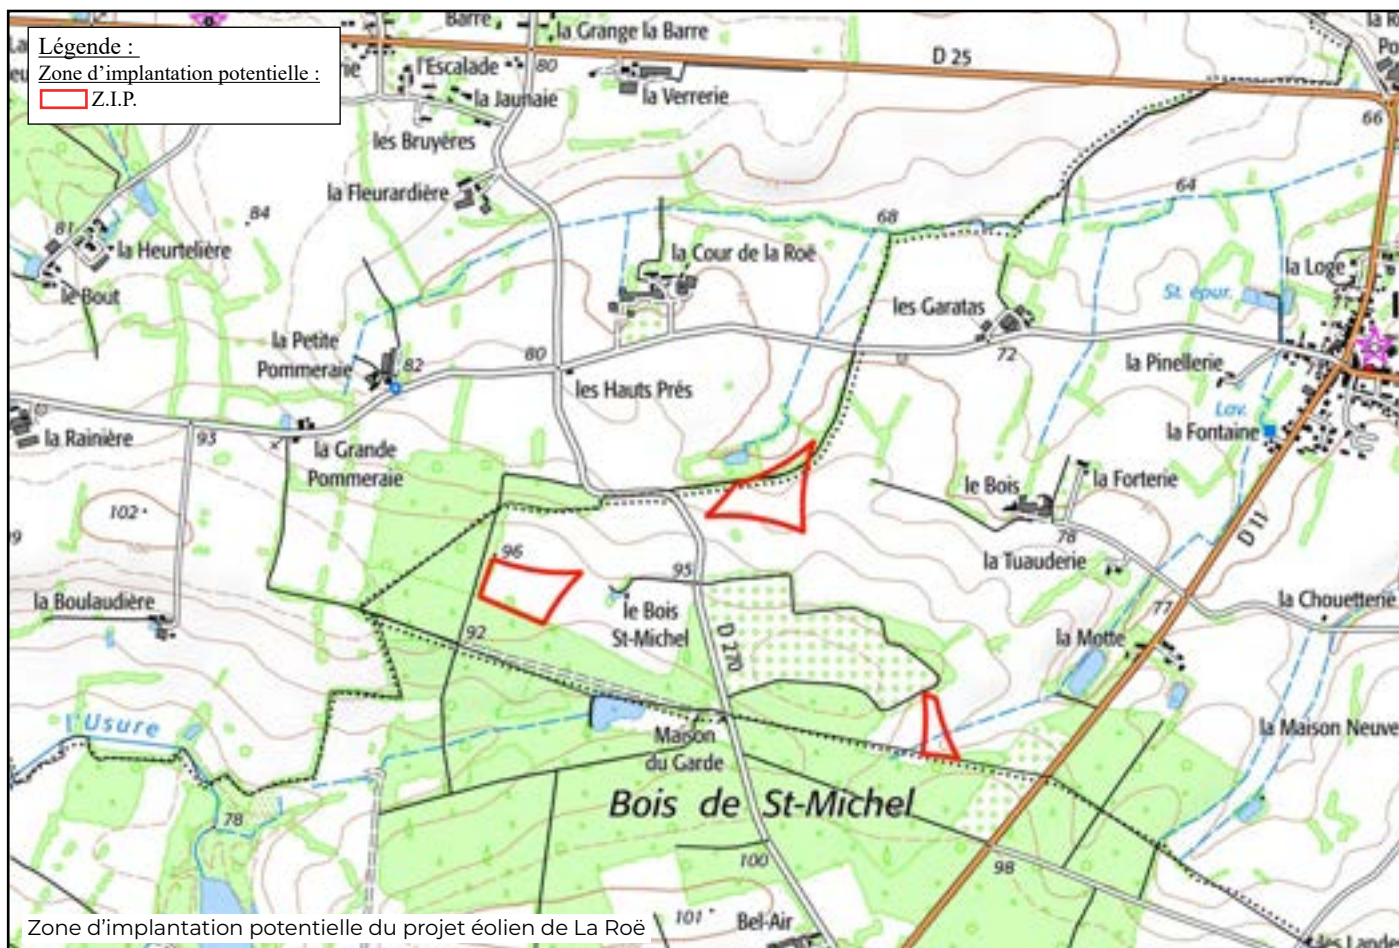 Légende :
Zone d'implantation potentielle :
Z.I.P.
Barre
la Grange la Barre
D 25
l'Escalade
80
la Jaunaie
la Verrerie
66
les Bruyères
la Fleurardière
64
84
68
81
la Heurtelière
la Cour de la Roë
la Loge
le Bout
St. épur.
les Garatas
la Petite
Pommeraie
82
80
72
la Pinellerie
les Hauts Prés
Lav.
la Fontaine
la Rainière
93
la Grande
Pommeraie
le Bois
la Forterie
102
78
D 11
96
95
la Tuauderie
la Boulaudière
le Bois
St-Michel
77
la Chouetterie
92
D 270
la Motte
l'Usure
Maison
du Garde
la Maison Neuve
Bois de St-Michel
78
100
98
101
Bel-Air
Zone d'implantation potentielle du projet éolien de La Roë